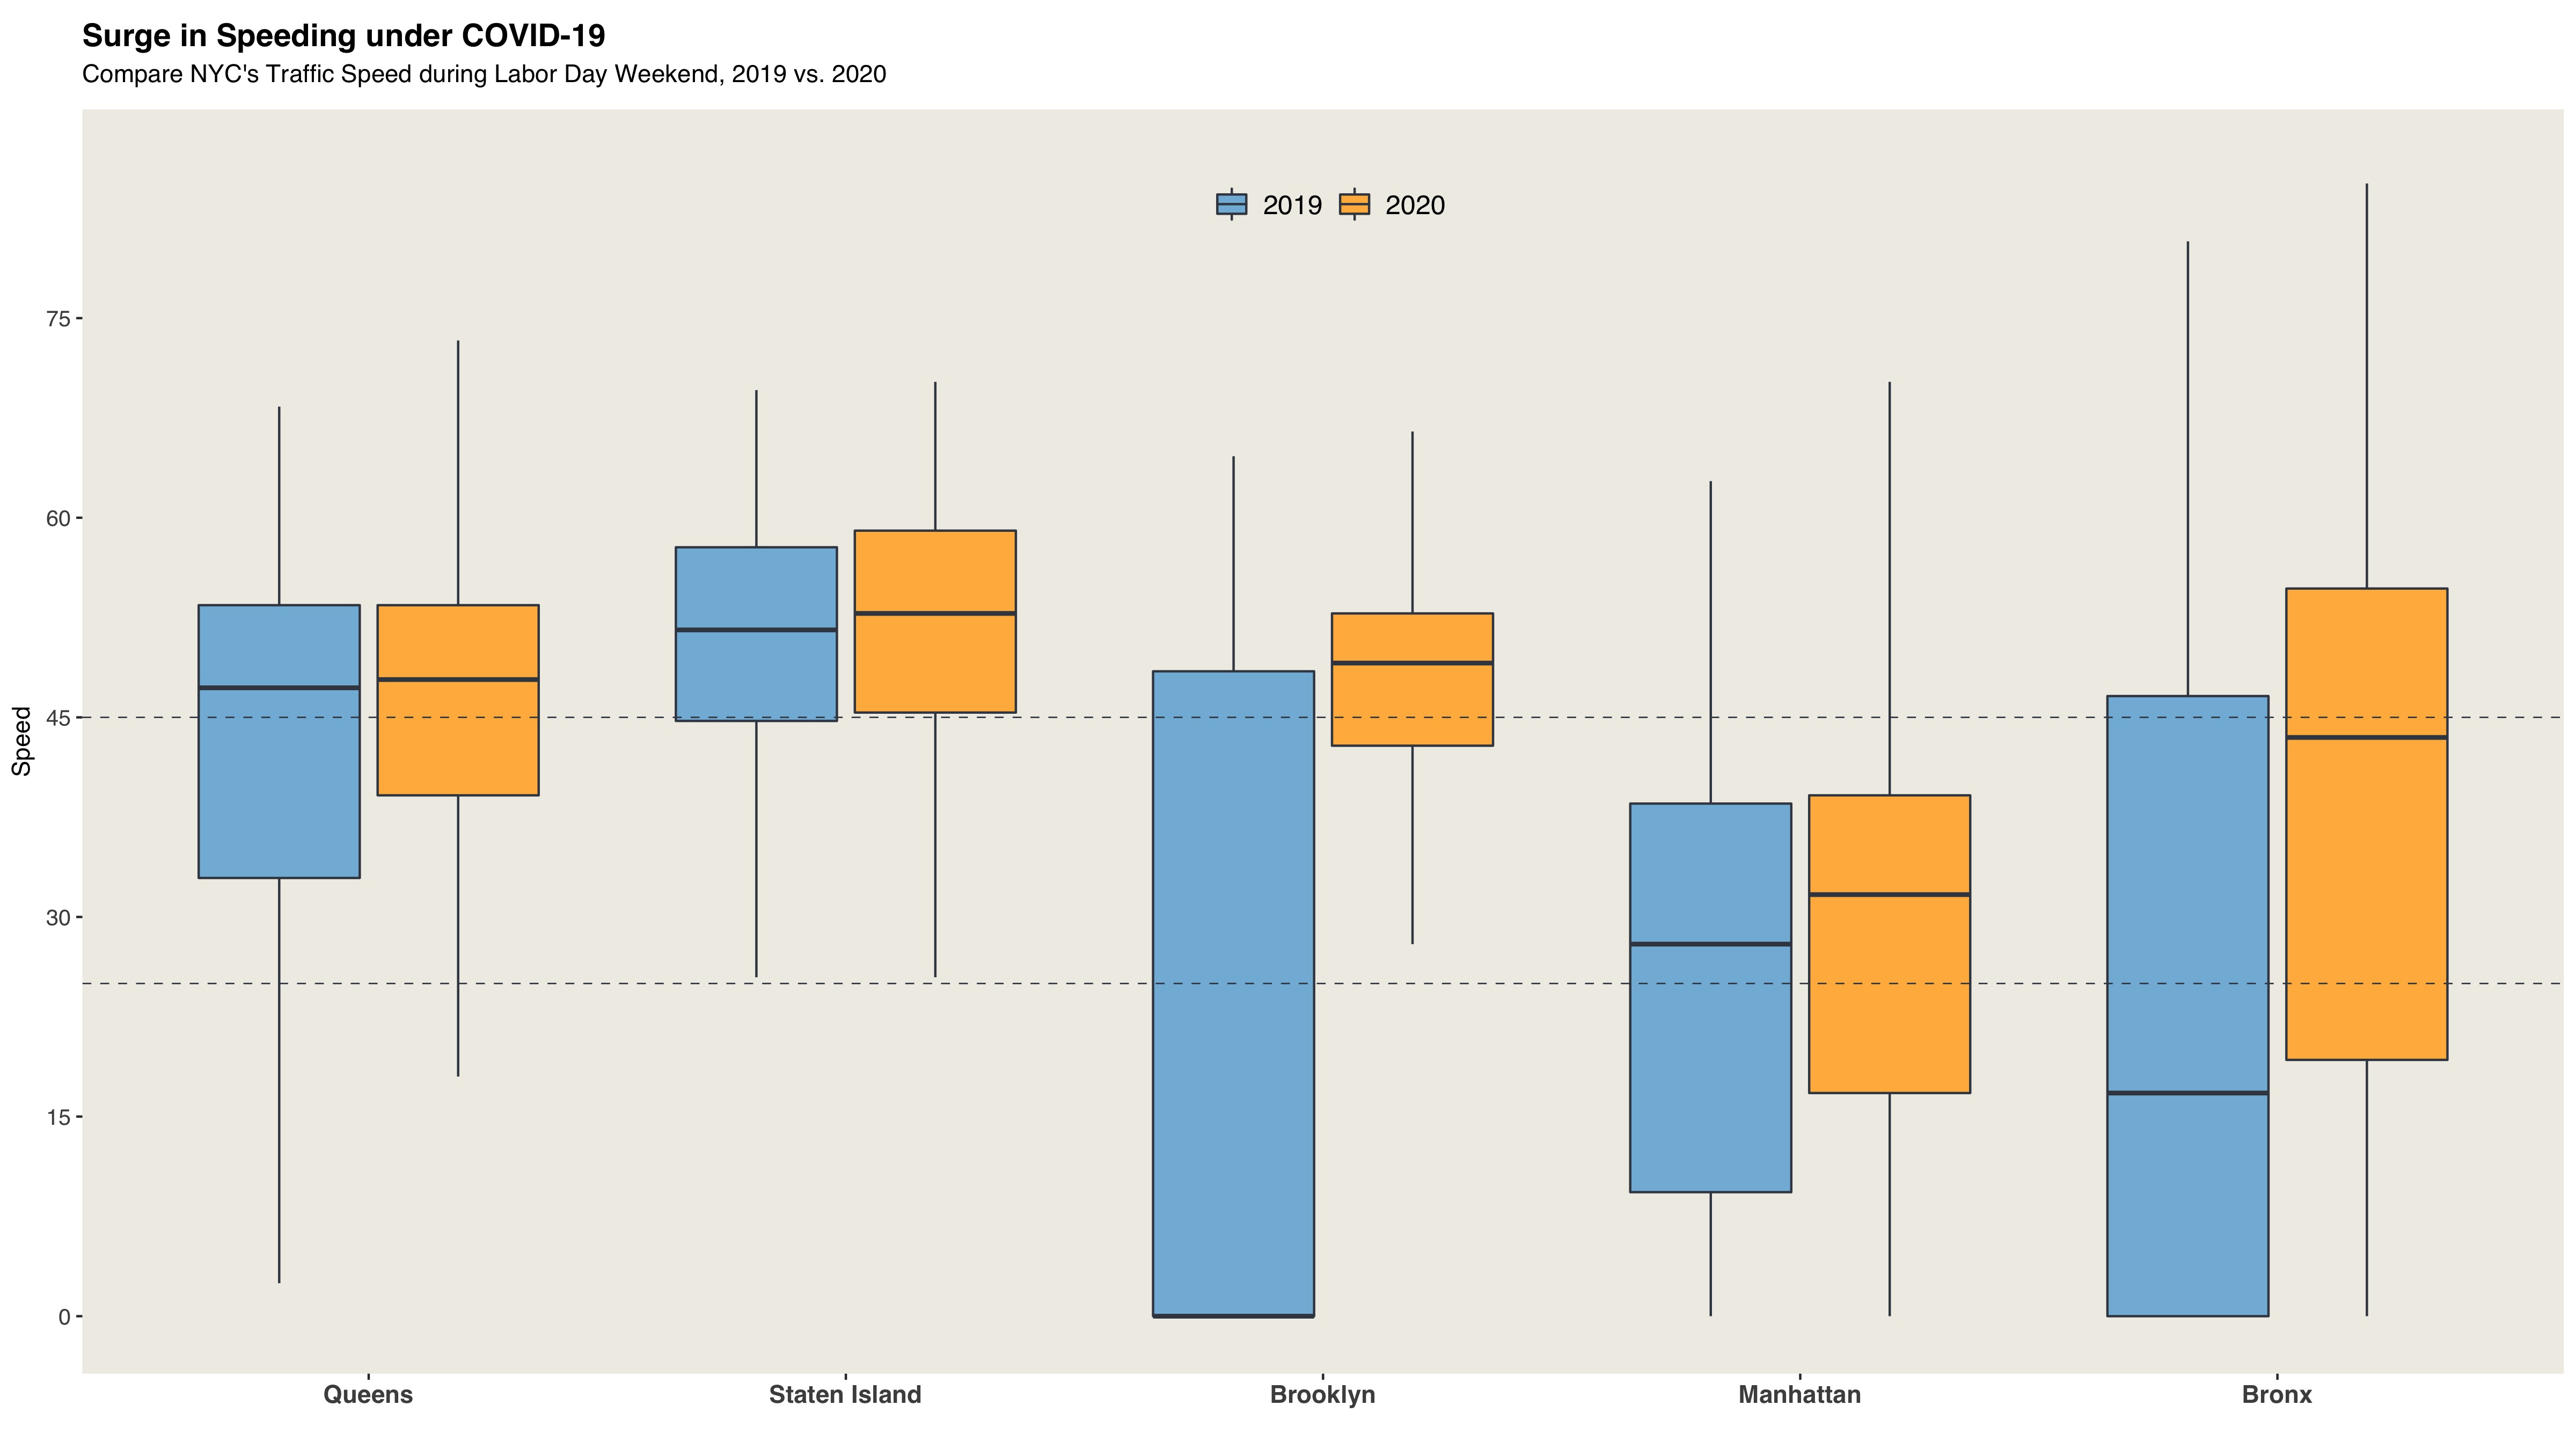 Surge in Speeding under COVID-19
Compare NYC's Traffic Speed during Labor Day Weekend, 2019 vs. 2020
2019 2020
75
60
45
30
15
0
Speed
Queens Staten Island Brooklyn Manhattan Bronx